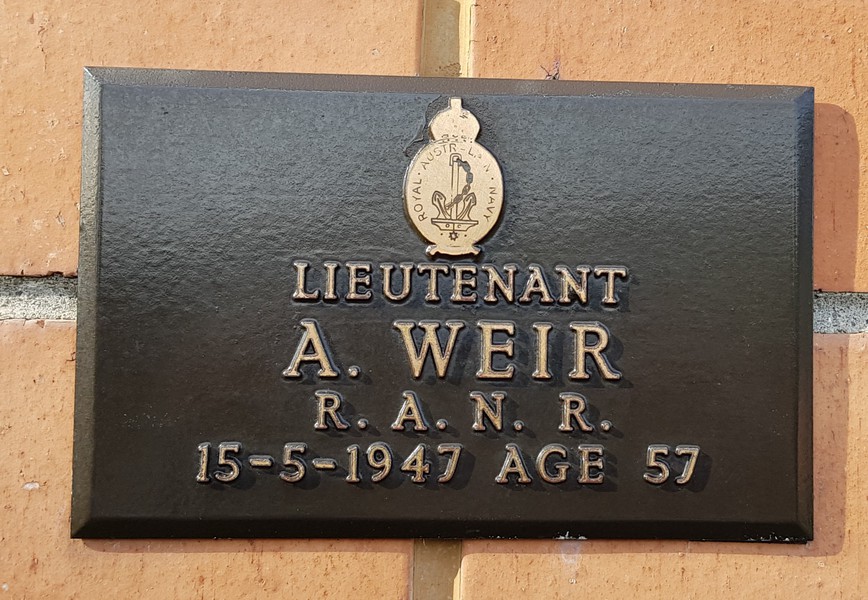 ROYAL · AUSTRALIAN · NAVY
LIEUTENANT
A. WEIR
R. A. N. R.
15-5-1947 AGE 57